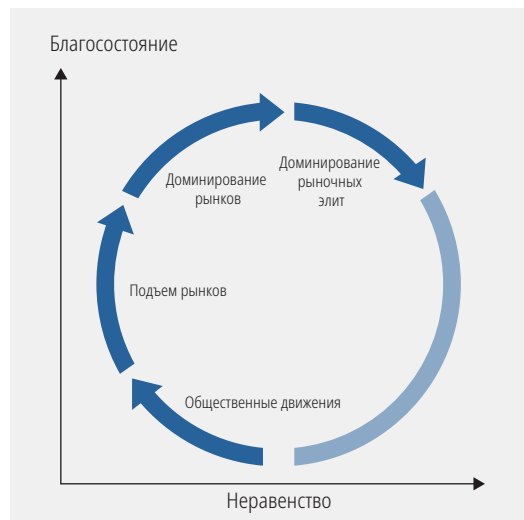 Благосостояние
Доминирование
рынков
Доминирование
рыночных
элит
Подъем рынков
Общественные движения
Неравенство